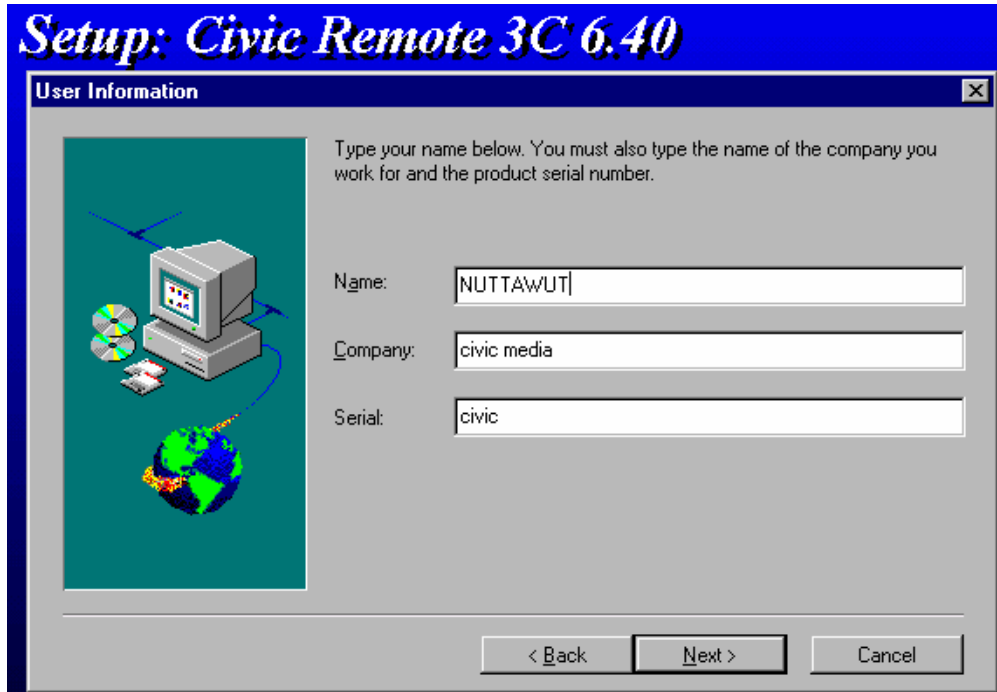 Setup: Civic Remote 3C 6.40
User Information
Type your name below. You must also type the name of the company you
work for and the product serial number.
Name: NUTTAWUT
Company: civic media
Serial: civic
< Back Next > Cancel